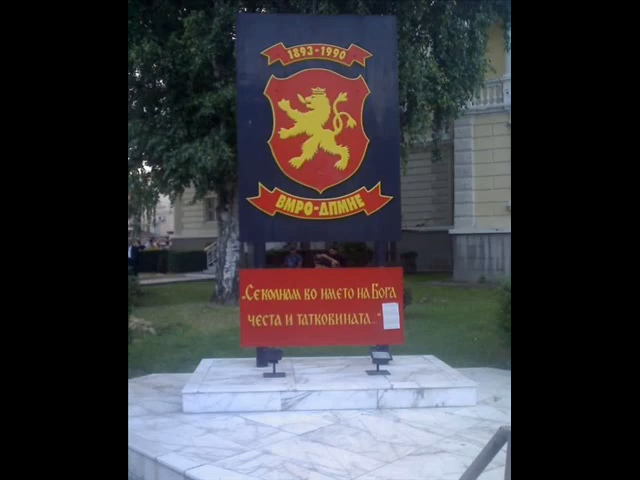 1893-1990
ВМРО-ДПМНЕ
„Се колнам во името на Бога
честа и татковината..."